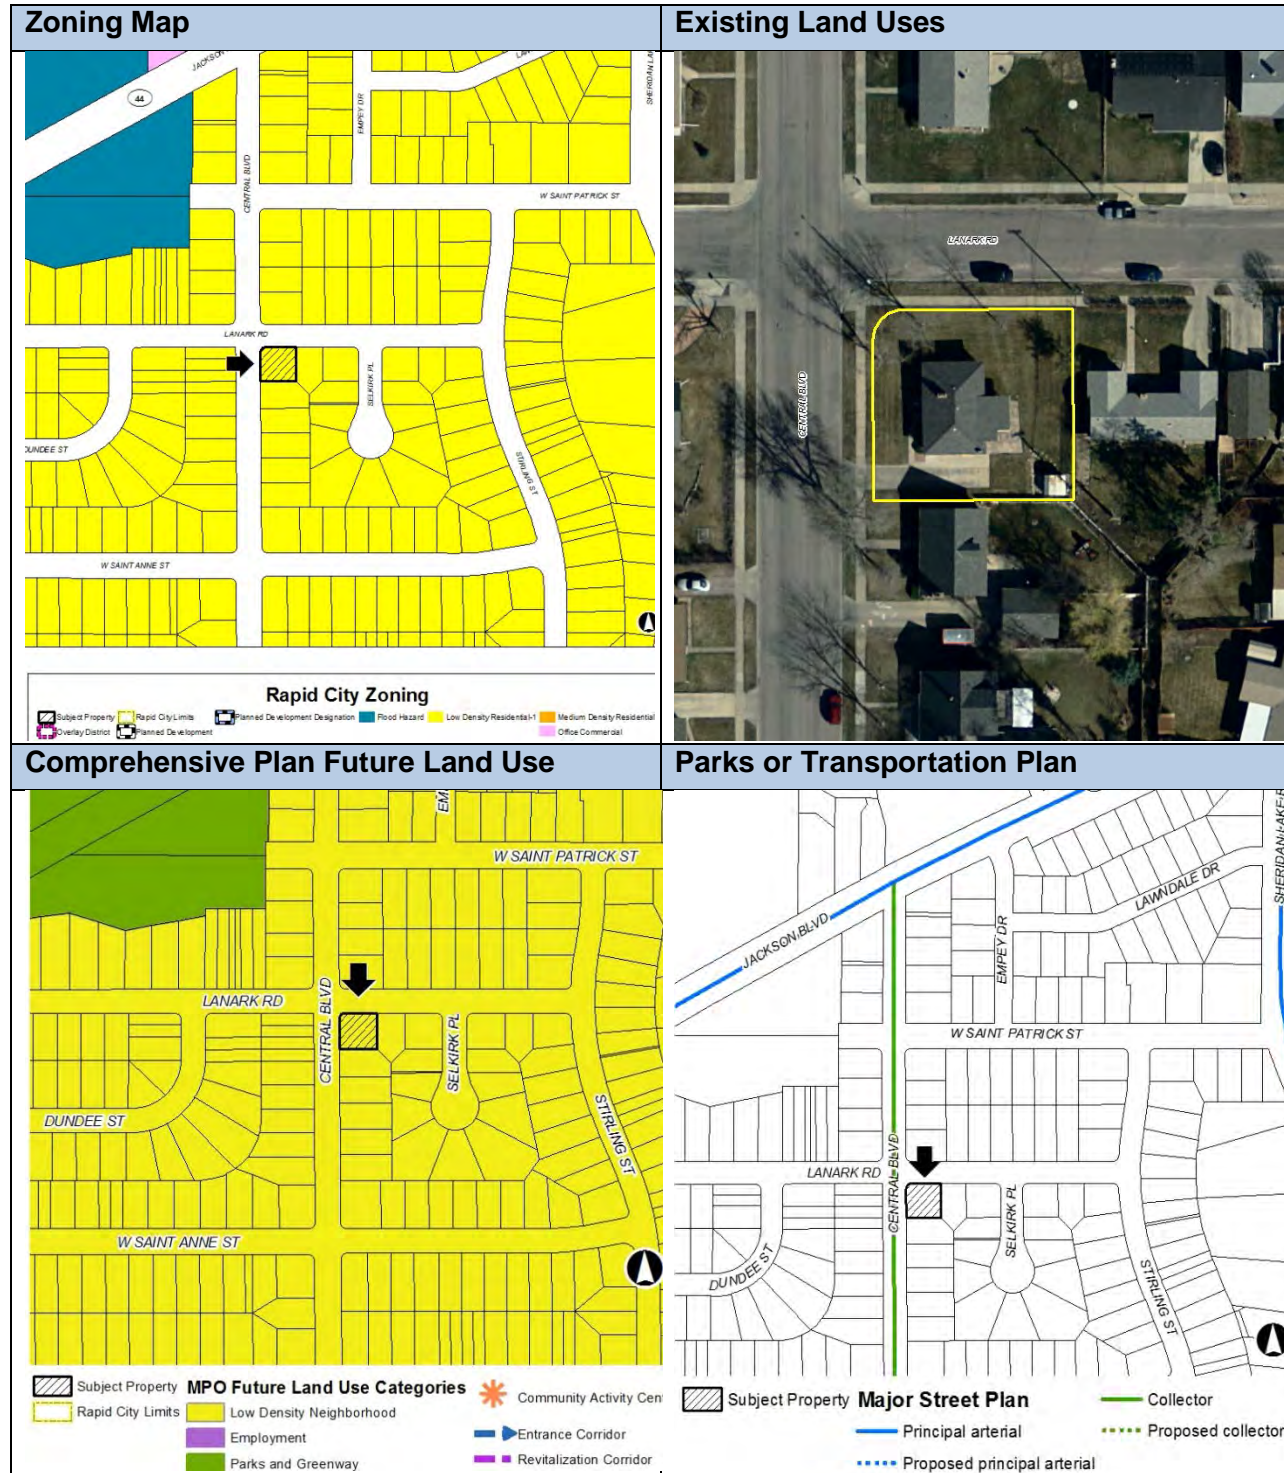 Zoning Map
Existing Land Uses
JACKSON
44
EMPEY DR
LAW
SHERIDAN LA
CENTRAL BLVD
W SAINT PATRICK ST
LANARK RD
SELKIRK PL
DUNDEE ST
STIRLING ST
W SAINT ANNE ST
Rapid City Zoning
Subject Property
Rapid City Limits
Planned Development Designation
Flood Hazard
Low Density Residential-1
Medium Density Residential
Overlay District
Planned Development
Office Commercial
LANARK RD
CENTRAL BLVD
Comprehensive Plan Future Land Use
Parks or Transportation Plan
EM
W SAINT PATRICK ST
LANARK RD
CENTRAL BLVD
SELKIRK PL
DUNDEE ST
STIRLING ST
W SAINT ANNE ST
Subject Property
MPO Future Land Use Categories
Community Activity Cen
Rapid City Limits
Low Density Neighborhood
Entrance Corridor
Employment
Revitalization Corridor
Parks and Greenway
JACKSON BLVD
EMPEY DR
LAWNDALE DR
SHERIDAN LAKE R
W SAINT PATRICK ST
LANARK RD
CENTRAL BLVD
SELKIRK PL
DUNDEE ST
STIRLING ST
Subject Property
Major Street Plan
Collector
Principal arterial
Proposed collector
Proposed principal arterial